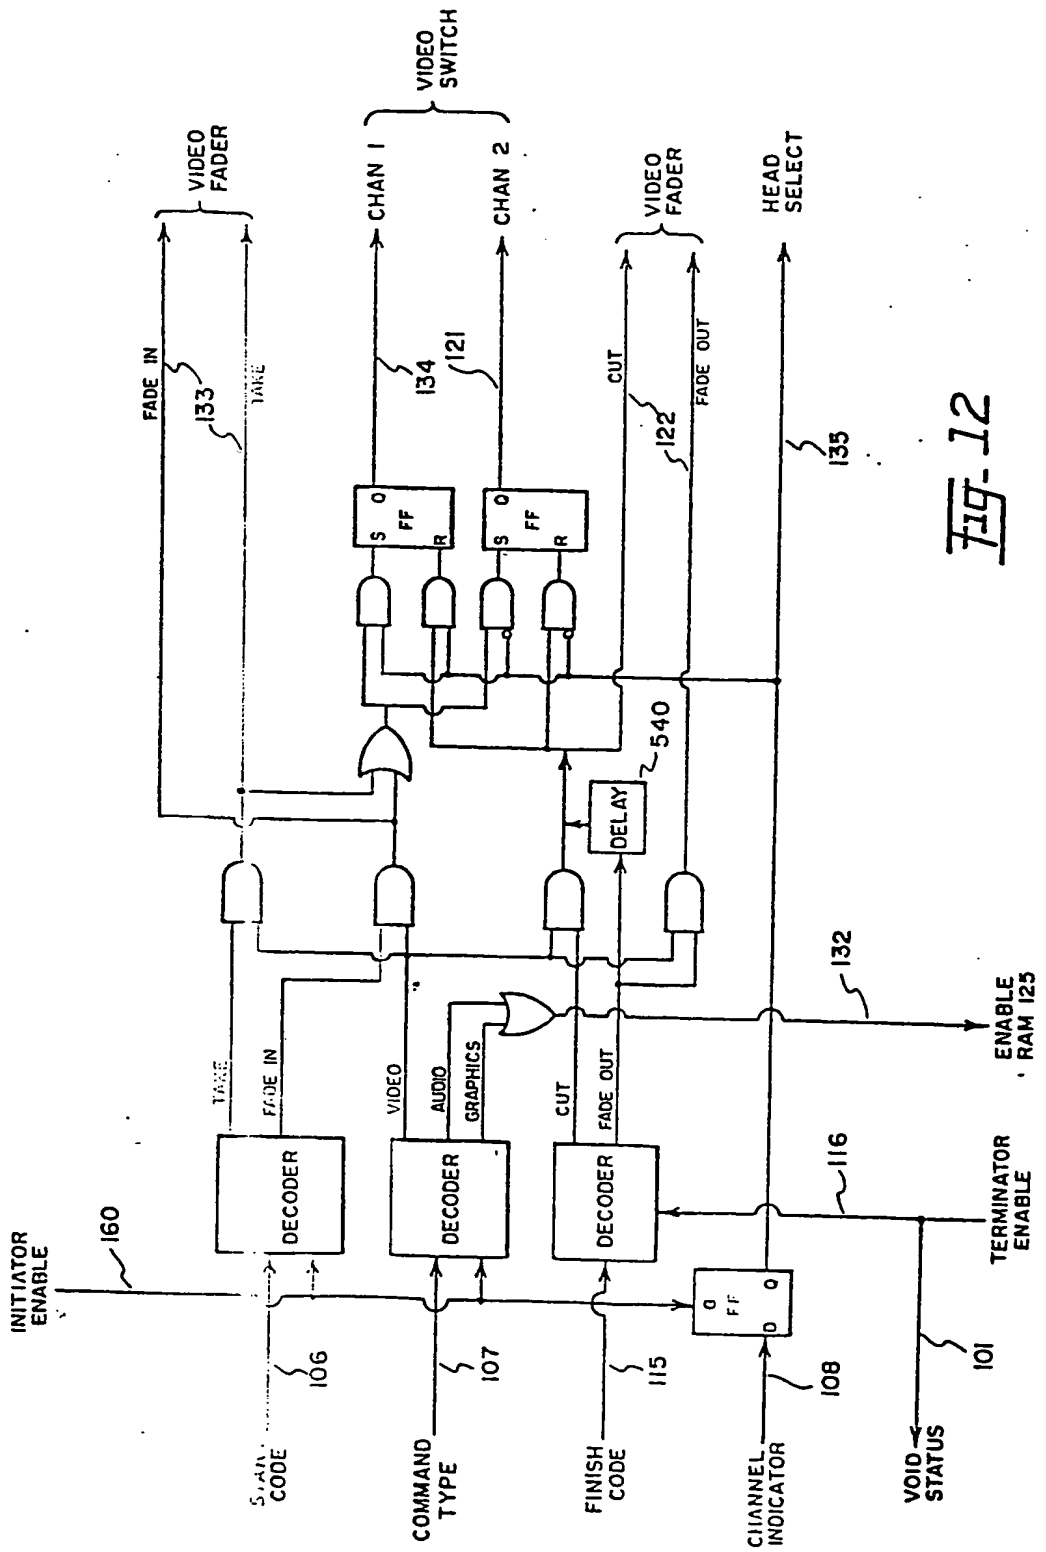 INITIATOR
ENABLE
160
START
CODE
106
DECODER
TAKE
FADE IN
FADE IN
133
TAKE
VIDEO
FADER
COMMAND
TYPE
107
DECODER
VIDEO
AUDIO
GRAPHICS
S
Q
FF
R
134
CHAN 1
VIDEO
SWITCH
S
Q
FF
R
121
CHAN 2
FINISH
CODE
115
DECODER
CUT
FADE OUT
DELAY
540
CUT
122
FADE OUT
VIDEO
FADER
CHANNEL
INDICATOR
108
D
FF
Q
135
HEAD
SELECT
VOID
STATUS
101
116
TERMINATOR
ENABLE
132
ENABLE
RAM 125
Fig-12